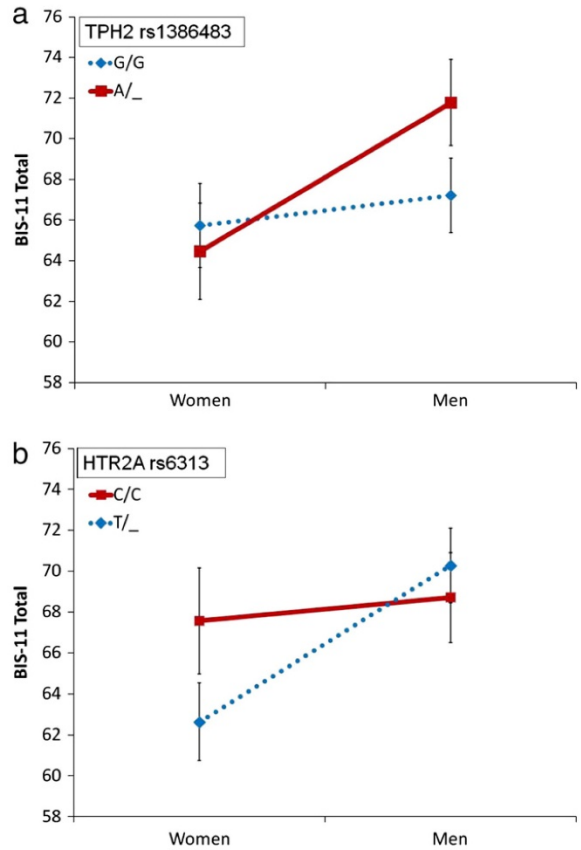 a
TPH2 rs1386483
G/G
A/_
BIS-11 Total
76
74
72
70
68
66
64
62
60
58
Women
Men
b
HTR2A rs6313
C/C
T/_
BIS-11 Total
76
74
72
70
68
66
64
62
60
58
Women
Men